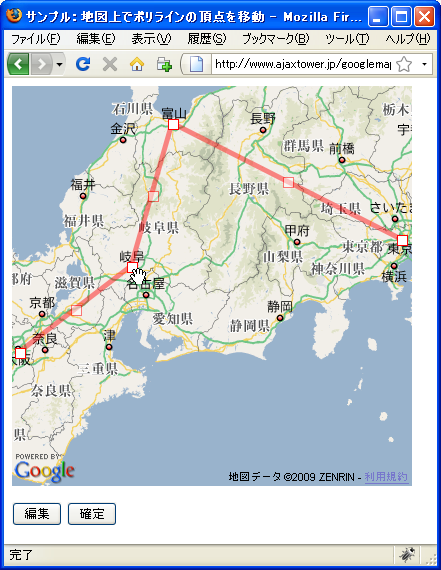 サンプル: 地図上でポリラインの頂点を移動 - Mozilla Fir...
ファイル(F) 編集(E) 表示(V) 履歴(S) ブックマーク(B) ツール(T) ヘルプ(H)
http://www.ajaxtower.jp/googlemap
石川県
富山
金沢
長野
栃木
群馬県
前橋
福井
長野県
埼玉県
さいたま
福井県
岐阜県
甲府
東京都
東京
岐阜
山梨県
神奈川県
滋賀県
名古屋
横浜
京都
静岡
愛知県
静岡県
奈良
津
三重県
奈良県
POWERED BY
Google
地図データ ©2009 ZENRIN - 利用規約
編集 確定
完了